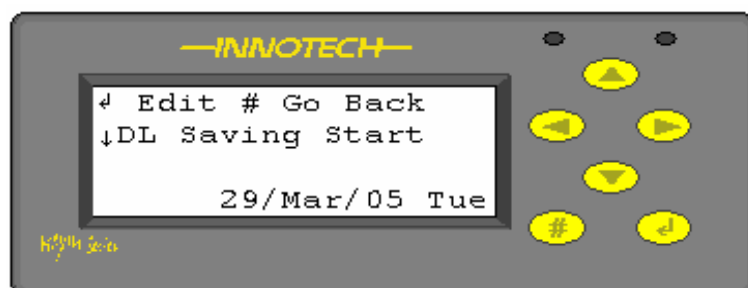 INNOTECH
↲ Edit # Go Back
↓DL Saving Start
29/Mar/05 Tue
#